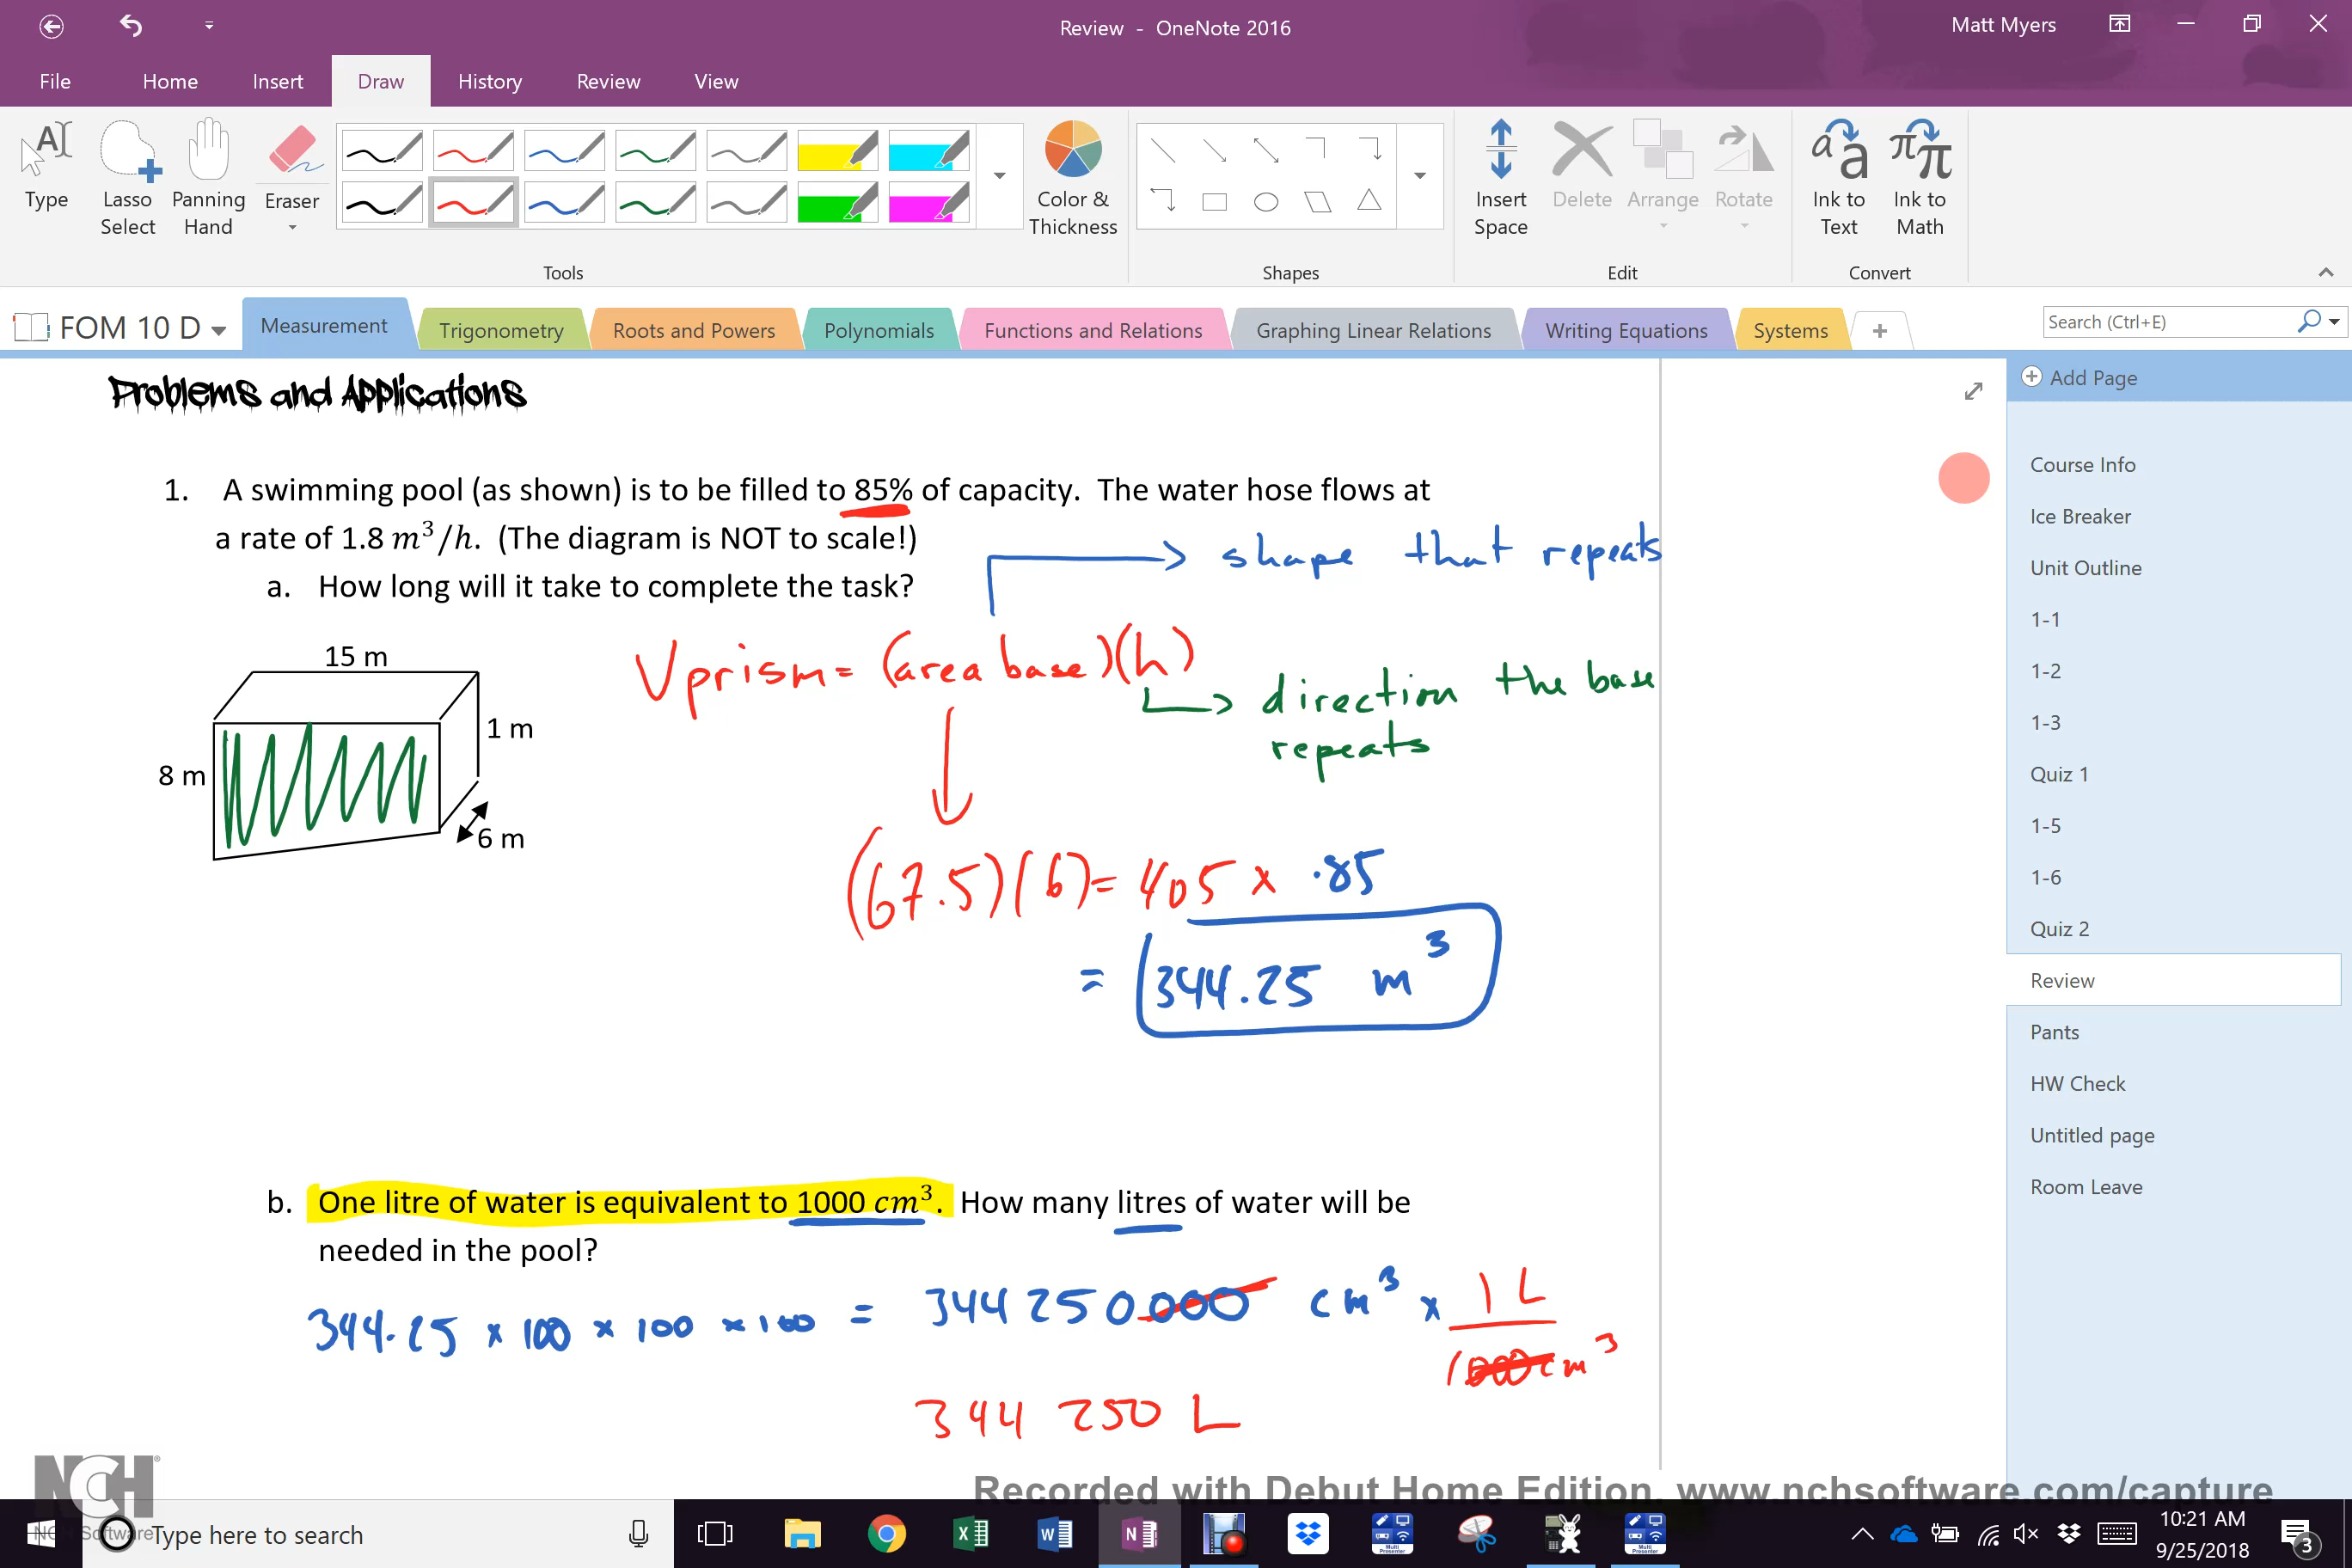 Review - OneNote 2016
Matt Myers
File Home Insert Draw History Review View
Type
Lasso Select
Panning Hand
Eraser
Color & Thickness
Insert Space
Delete
Arrange
Rotate
Ink to Text
Ink to Math
Tools
Shapes
Edit
Convert
FOM 10 D
Measurement
Trigonometry
Roots and Powers
Polynomials
Functions and Relations
Graphing Linear Relations
Writing Equations
Systems
+
Search (Ctrl+E)
Add Page
Course Info
Ice Breaker
Unit Outline
1-1
1-2
1-3
Quiz 1
1-5
1-6
Quiz 2
Review
Pants
HW Check
Untitled page
Room Leave
Problems and Applications
1. A swimming pool (as shown) is to be filled to 85% of capacity. The water hose flows at
a rate of 1.8 m³/h. (The diagram is NOT to scale!)
shape that repeats
a. How long will it take to complete the task?
15 m
1 m
8 m
6 m
V prism = (area base)(h)
direction the base
repeats
(67.5)(6) = 405 x .85
= 344.25 m³
b. One litre of water is equivalent to 1000 cm³. How many litres of water will be
needed in the pool?
344.25 x 100 x 100 x 100 = 344 250 000 000 cm³ x 1 L
1000 cm³
344 250 L
NCH
NCH Software
Recorded with Debut Home Edition. www.nchsoftware.com/capture
Type here to search
10:21 AM
9/25/2018
3